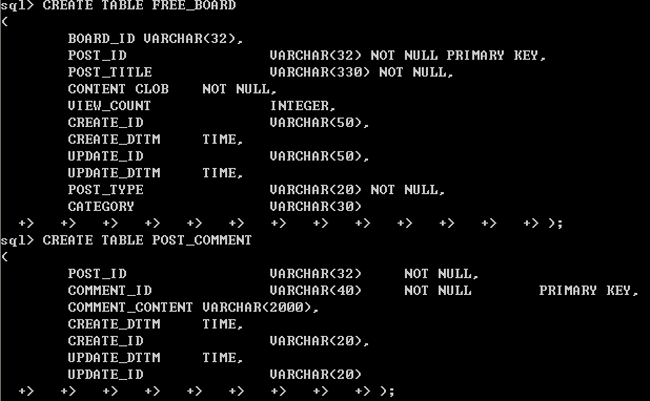 sql> CREATE TABLE FREE_BOARD
(
BOARD_ID VARCHAR(32),
POST_ID VARCHAR(32) NOT NULL PRIMARY KEY,
POST_TITLE VARCHAR(330) NOT NULL,
CONTENT CLOB NOT NULL,
VIEW_COUNT INTEGER,
CREATE_ID VARCHAR(50),
CREATE_DTTM TIME,
UPDATE_ID VARCHAR(50),
UPDATE_DTTM TIME,
POST_TYPE VARCHAR(20) NOT NULL,
CATEGORY VARCHAR(30)
+> +> +> +> +> +> +> +> +> +> +> +> +> );
sql> CREATE TABLE POST_COMMENT
(
POST_ID VARCHAR(32) NOT NULL,
COMMENT_ID VARCHAR(40) NOT NULL PRIMARY KEY,
COMMENT_CONTENT VARCHAR(2000),
CREATE_DTTM TIME,
CREATE_ID VARCHAR(20),
UPDATE_DTTM TIME,
UPDATE_ID VARCHAR(20)
+> +> +> +> +> +> +> +> +> );